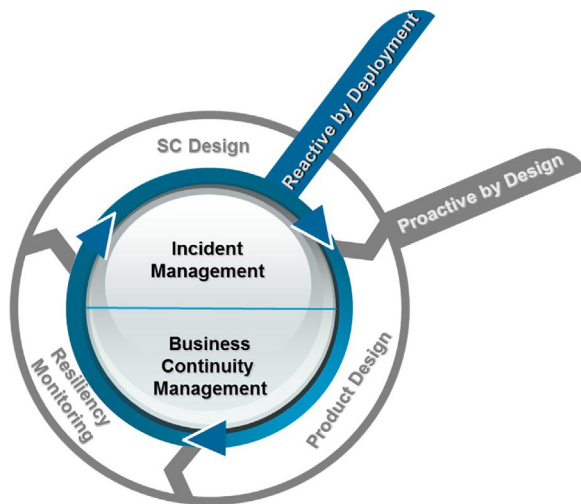 Reactive by Deployment
SC Design
Proactive by Design
Incident
Management
Business
Continuity
Management
Resiliency
Monitoring
Product Design